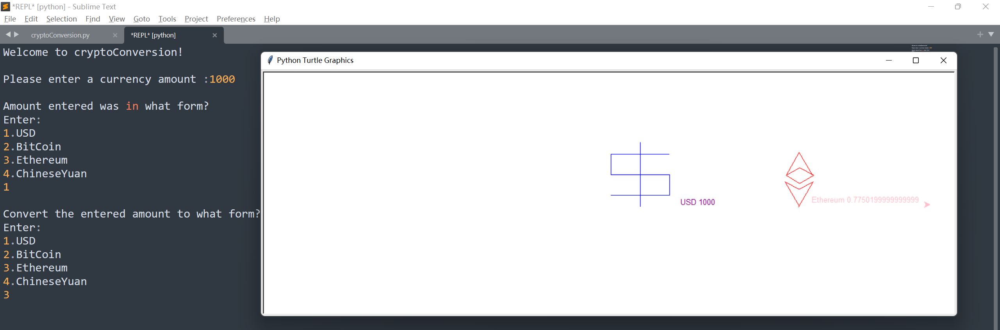 *REPL* [python] - Sublime Text
File Edit Selection Find View Goto Tools Project Preferences Help
cryptoConversion.py
*REPL* [python]
Welcome to cryptoConversion!
Please enter a currency amount :1000
Amount entered was in what form?
Enter:
1.USD
2.BitCoin
3.Ethereum
4.ChineseYuan
1
Convert the entered amount to what form?
Enter:
1.USD
2.BitCoin
3.Ethereum
4.ChineseYuan
3
Python Turtle Graphics
USD 1000
Ethereum 0.7750199999999999